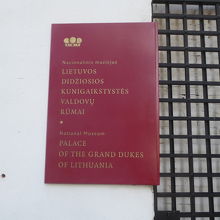 Nacionalinis muziejus
LIETUVOS
DIDŽIOSIOS
KUNIGAIKŠTYSTĖS
VALDOVŲ
RŪMAI
National Museum
PALACE
OF THE GRAND DUKES
OF LITHUANIA